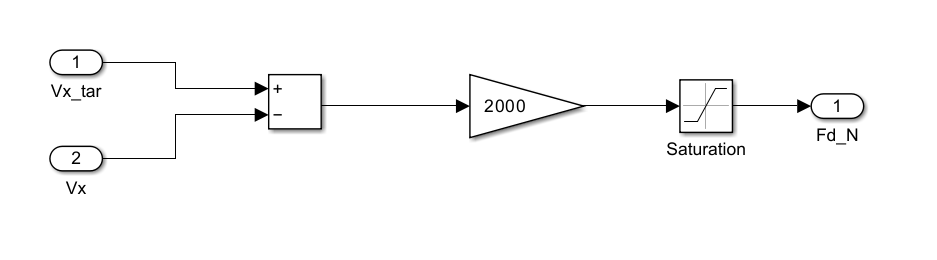 1
Vx_tar
+
−
2
Vx
2000
Saturation
1
Fd_N